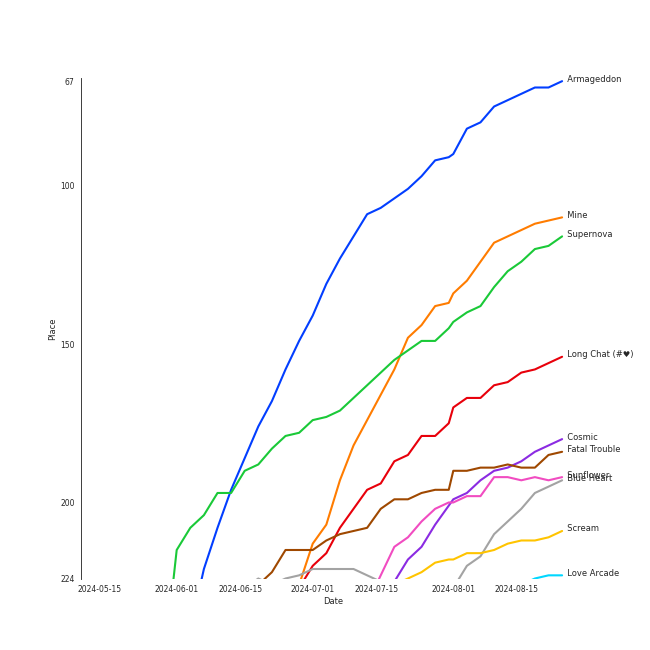 67
100
150
200
224
Place
2024-05-15
2024-06-01
2024-06-15
2024-07-01
2024-07-15
2024-08-01
2024-08-15
Date
Armageddon
Mine
Supernova
Long Chat (#♥)
Cosmic
Fatal Trouble
Sunflower
Blue Heart
Scream
Love Arcade